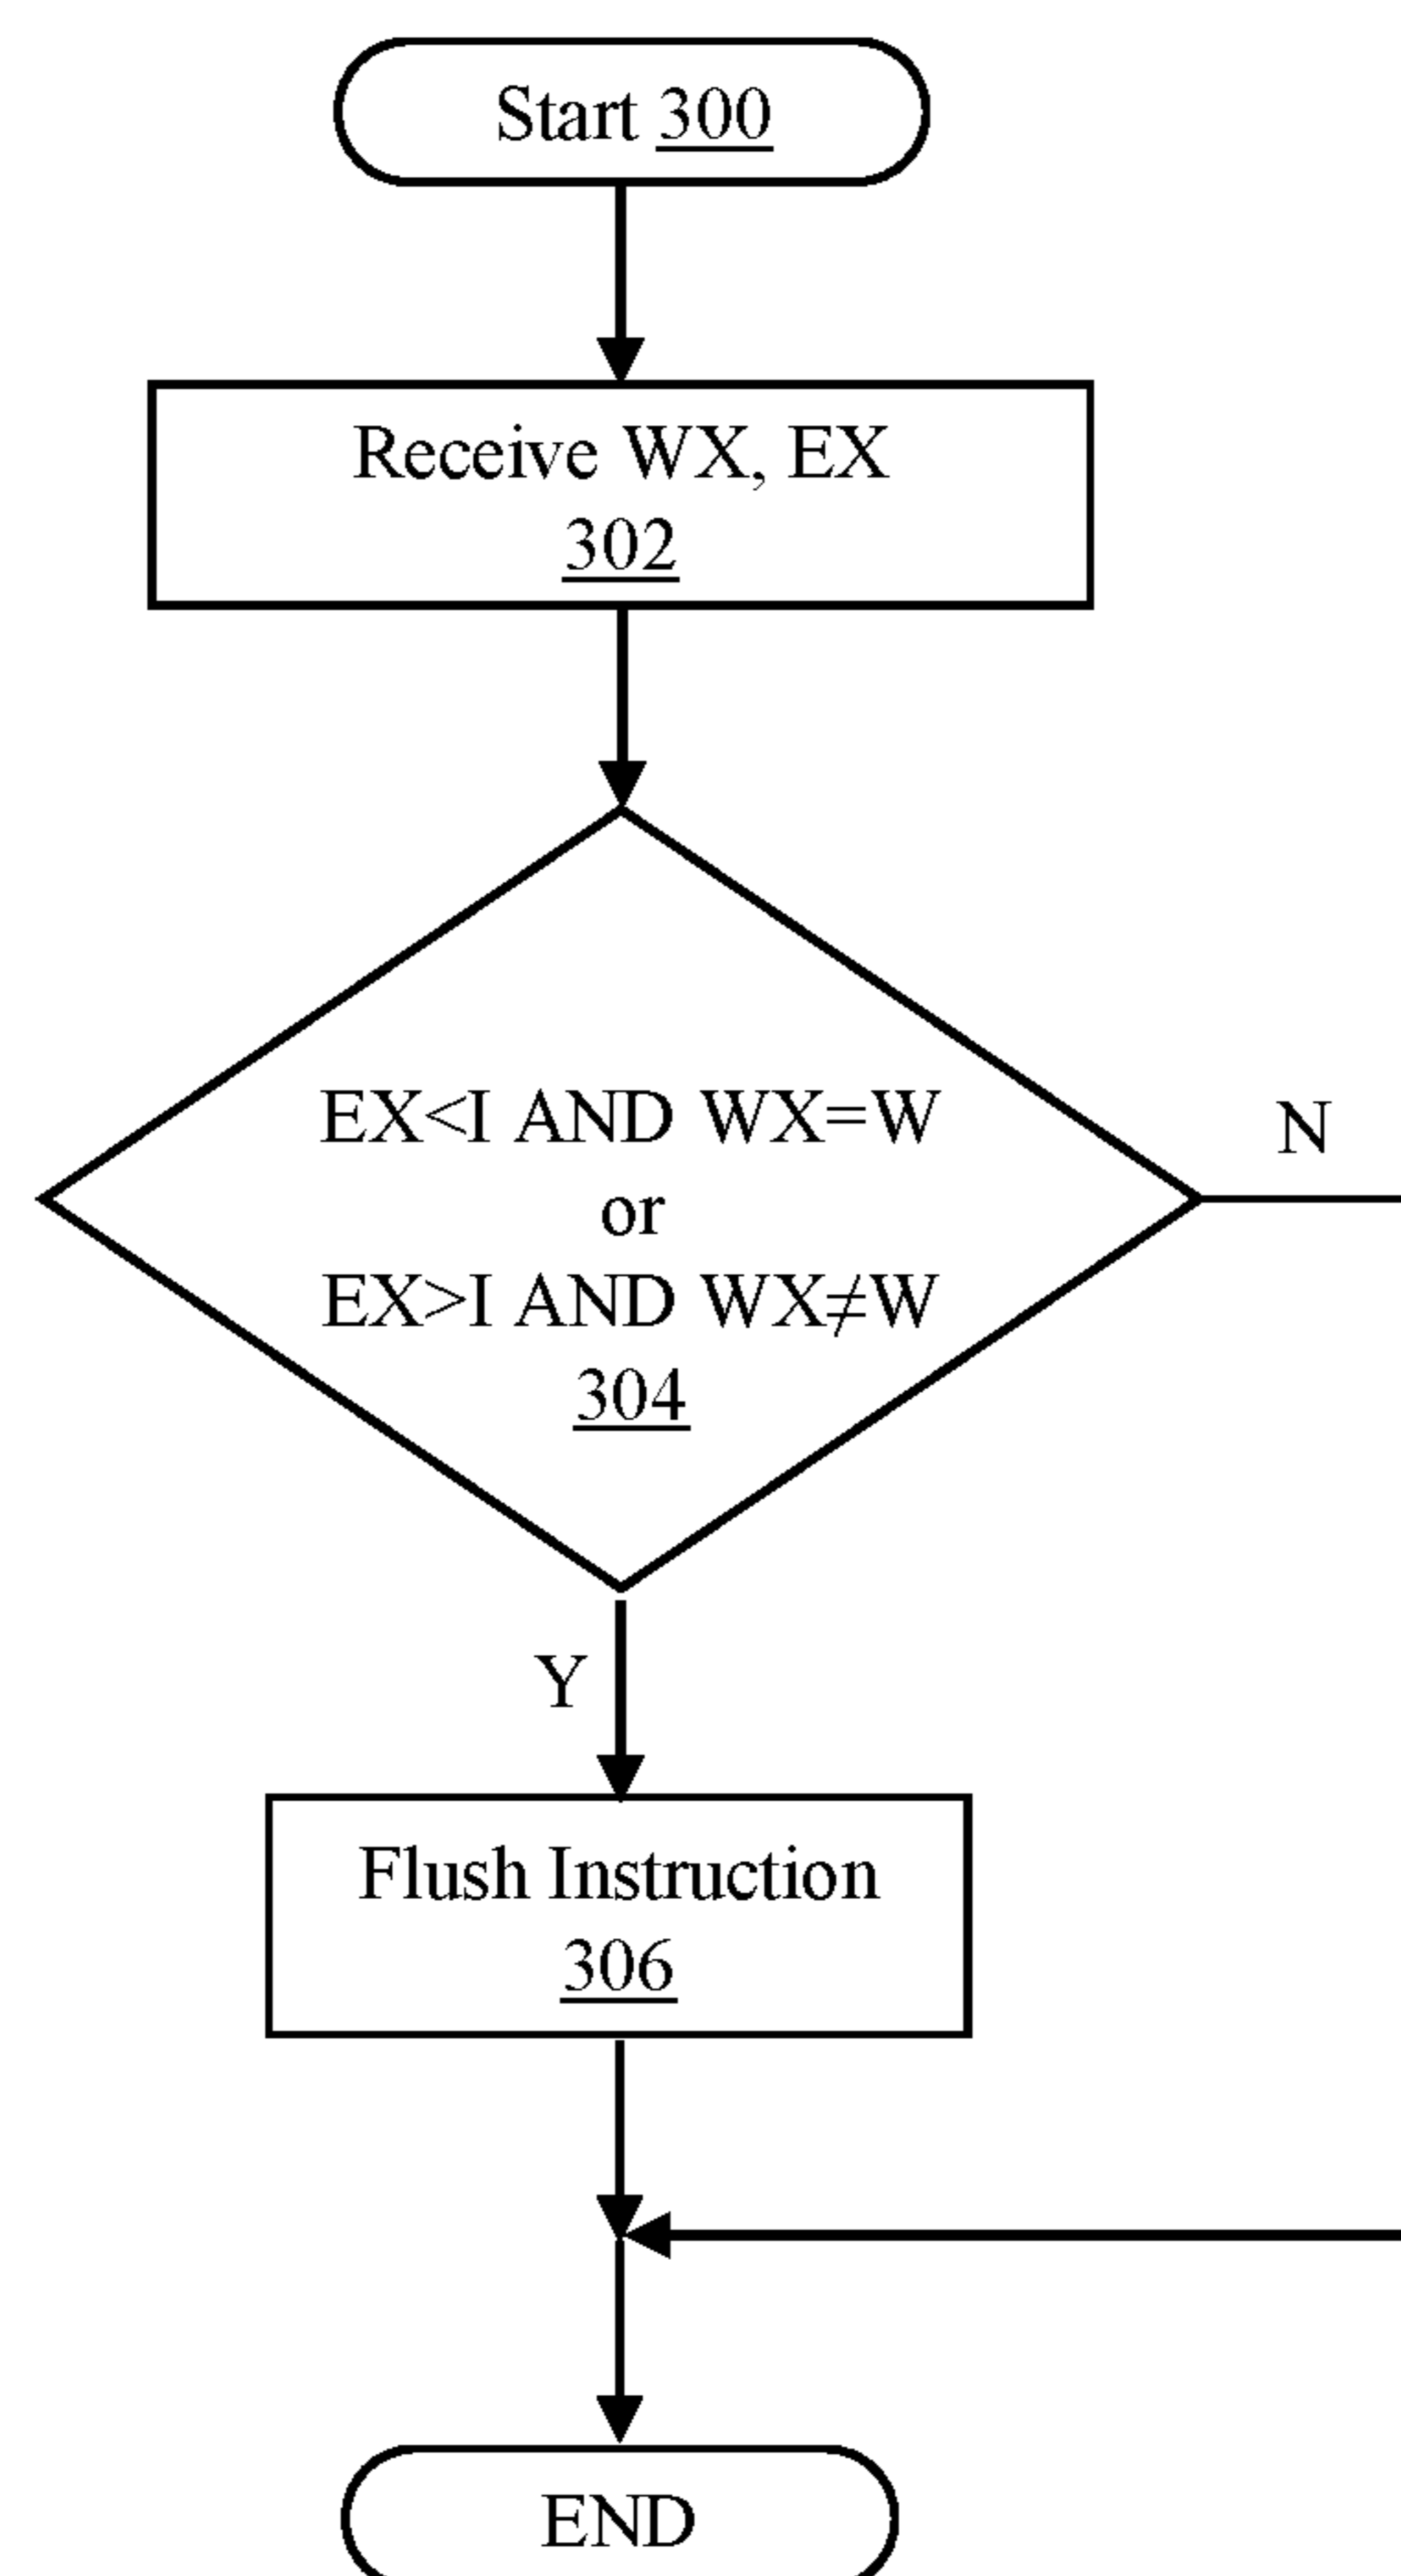 Start 300
Receive WX, EX
302
EX<I AND WX=W
or
EX>I AND WX≠W
304
N
Y
Flush Instruction
306
END